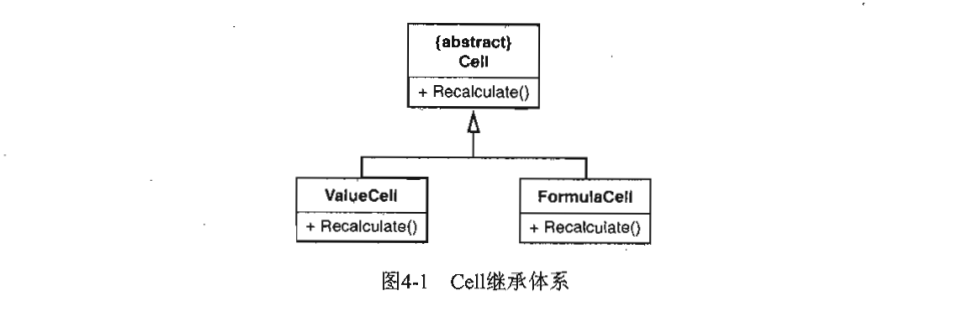 {abstract}
Cell
+ Recalculate()
ValueCell
FormulaCell
+ Recalculate()
+ Recalculate()
图4-1 Cell继承体系